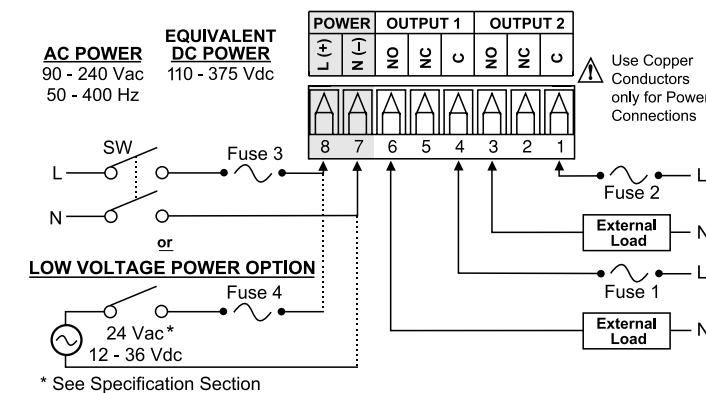 POWER OUTPUT 1 OUTPUT 2
L (+) N (–) NO NC C NO NC C
AC POWER
90 - 240 Vac
50 - 400 Hz
EQUIVALENT
DC POWER
110 - 375 Vdc
Use Copper
Conductors
only for Power
Connections
8 7 6 5 4 3 2 1
SW
Fuse 3
L
N
or
LOW VOLTAGE POWER OPTION
Fuse 4
24 Vac*
12 - 36 Vdc
* See Specification Section
L
Fuse 2
External
Load
N
L
Fuse 1
External
Load
N